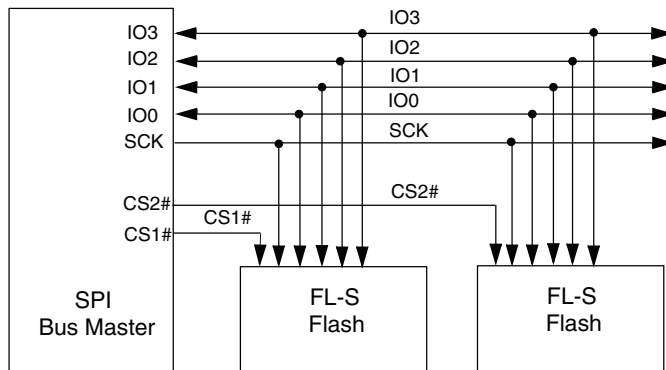 IO3 IO3
IO2 IO2
IO1 IO1
IO0 IO0
SCK SCK
CS2# CS2#
CS1# CS1#
SPI
Bus Master
FL-S
Flash
FL-S
Flash